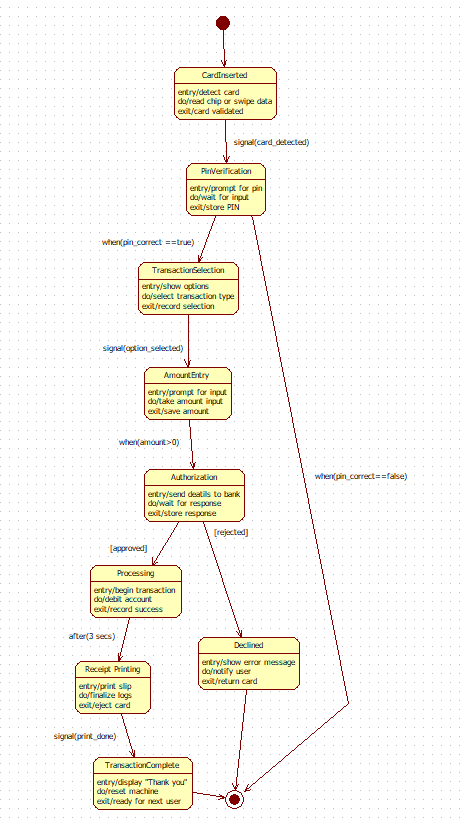 CardInserted
entry/detect card
do/read chip or swipe data
exit/card validated
signal(card_detected)
PinVerification
entry/prompt for pin
do/wait for input
exit/store PIN
when(pin_correct ==true)
TransactionSelection
entry/show options
do/select transaction type
exit/record selection
signal(option_selected)
AmountEntry
entry/prompt for input
do/take amount input
exit/save amount
when(amount>0)
Authorization
entry/send deatils to bank
do/wait for response
exit/store response
when(pin_correct==false)
[rejected]
[approved]
Processing
entry/begin transaction
do/debit account
exit/record success
after(3 secs)
Declined
entry/show error message
do/notify user
exit/return card
Receipt Printing
entry/print slip
do/finalize logs
exit/eject card
signal(print_done)
TransactionComplete
entry/display "Thank you"
do/reset machine
exit/ready for next user